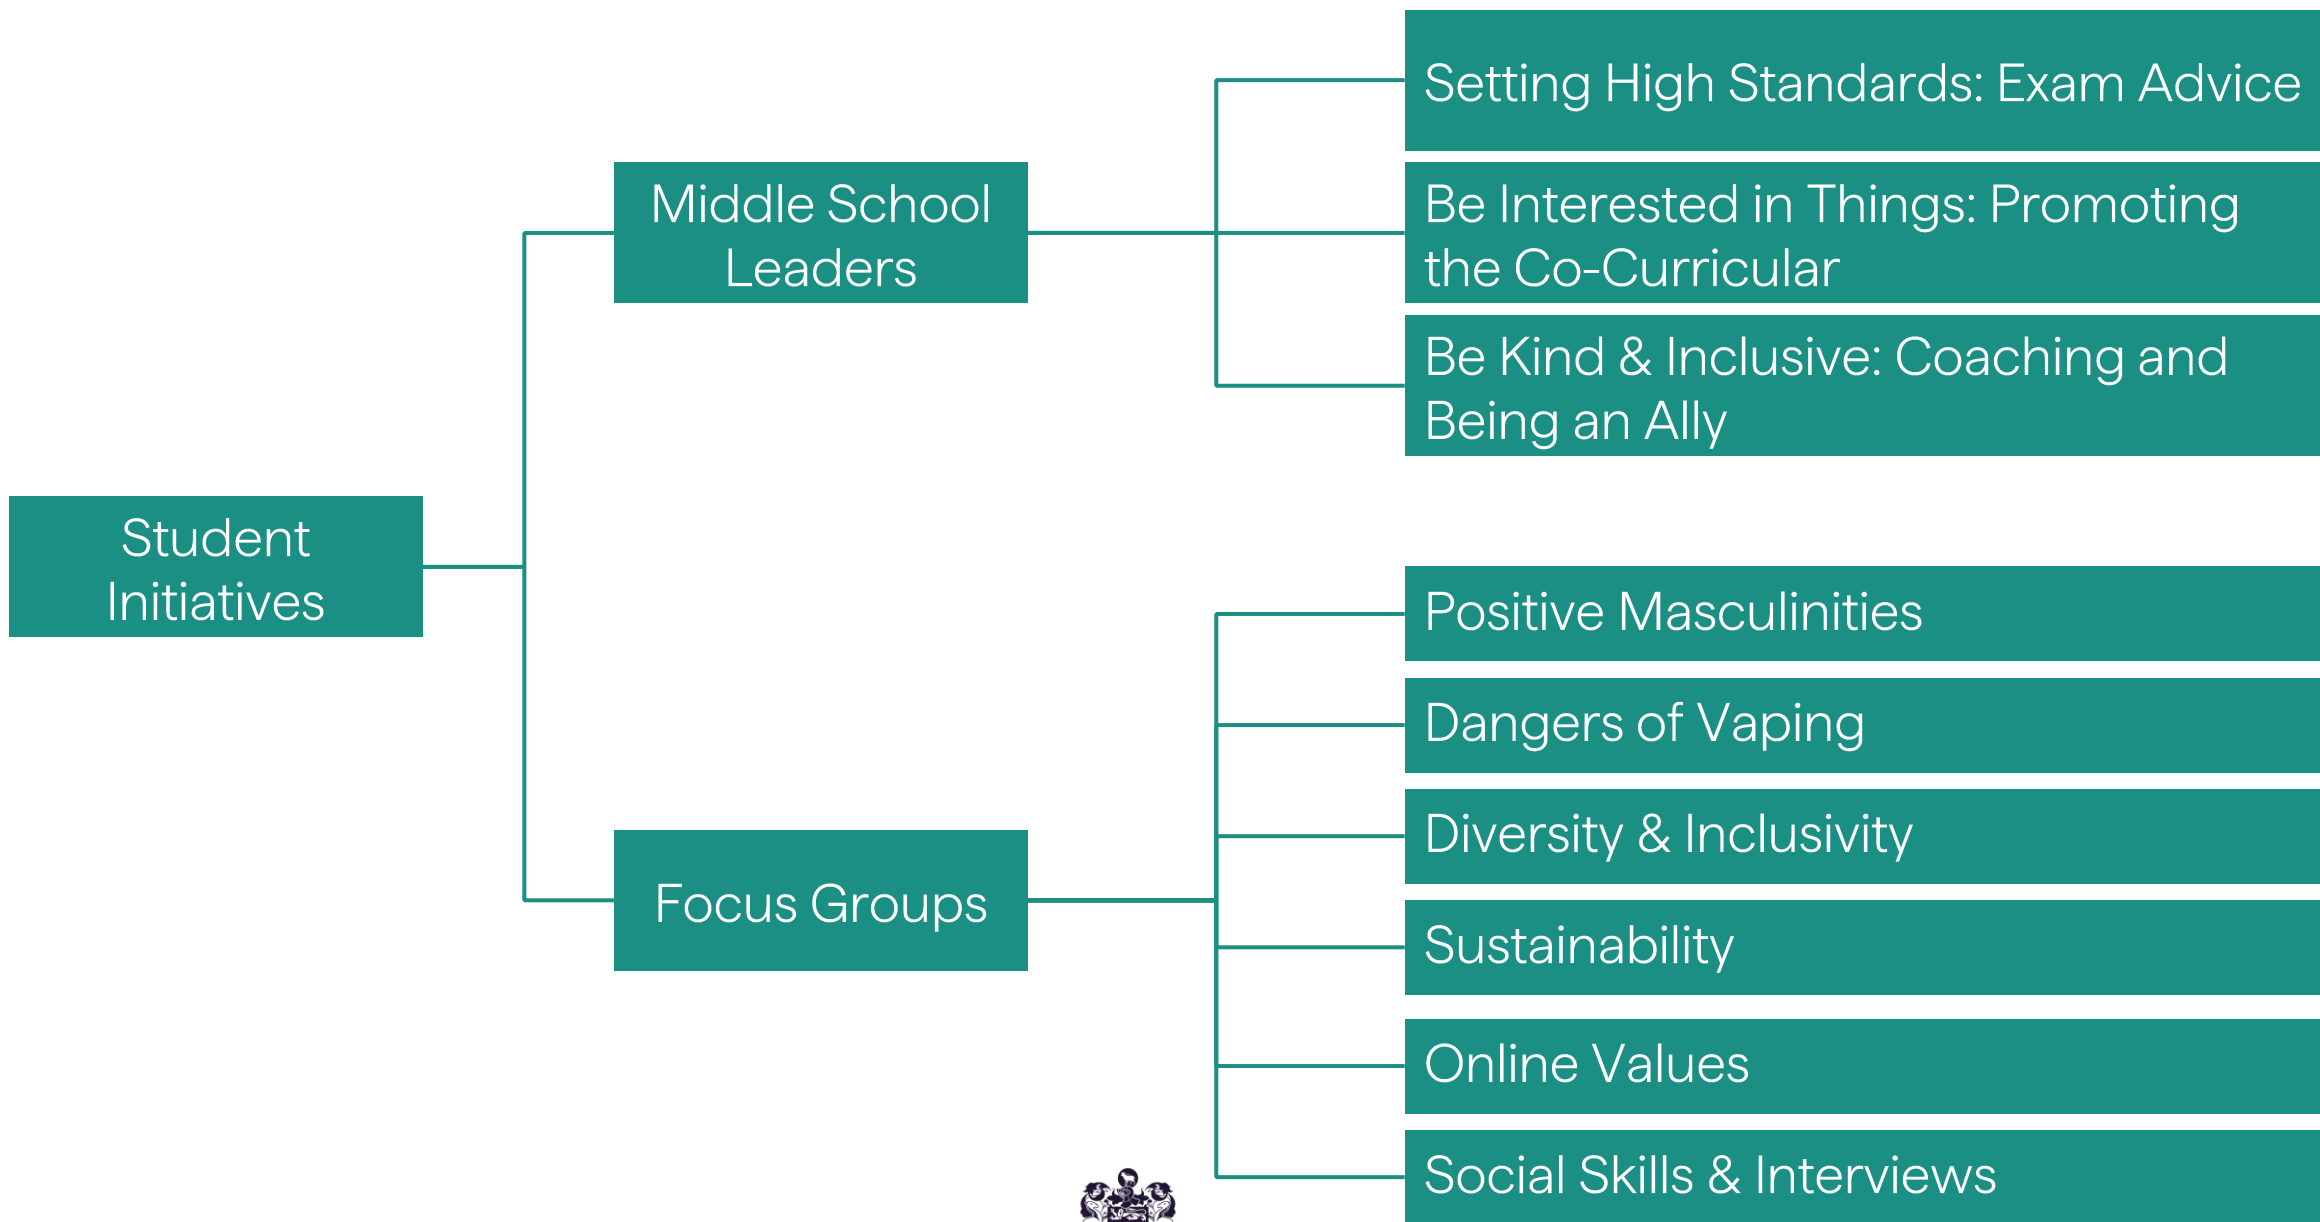 Setting High Standards: Exam Advice
Middle School
Leaders
Be Interested in Things: Promoting
the Co-Curricular
Be Kind & Inclusive: Coaching and
Being an Ally
Student
Initiatives
Positive Masculinities
Dangers of Vaping
Diversity & Inclusivity
Focus Groups
Sustainability
Online Values
Social Skills & Interviews